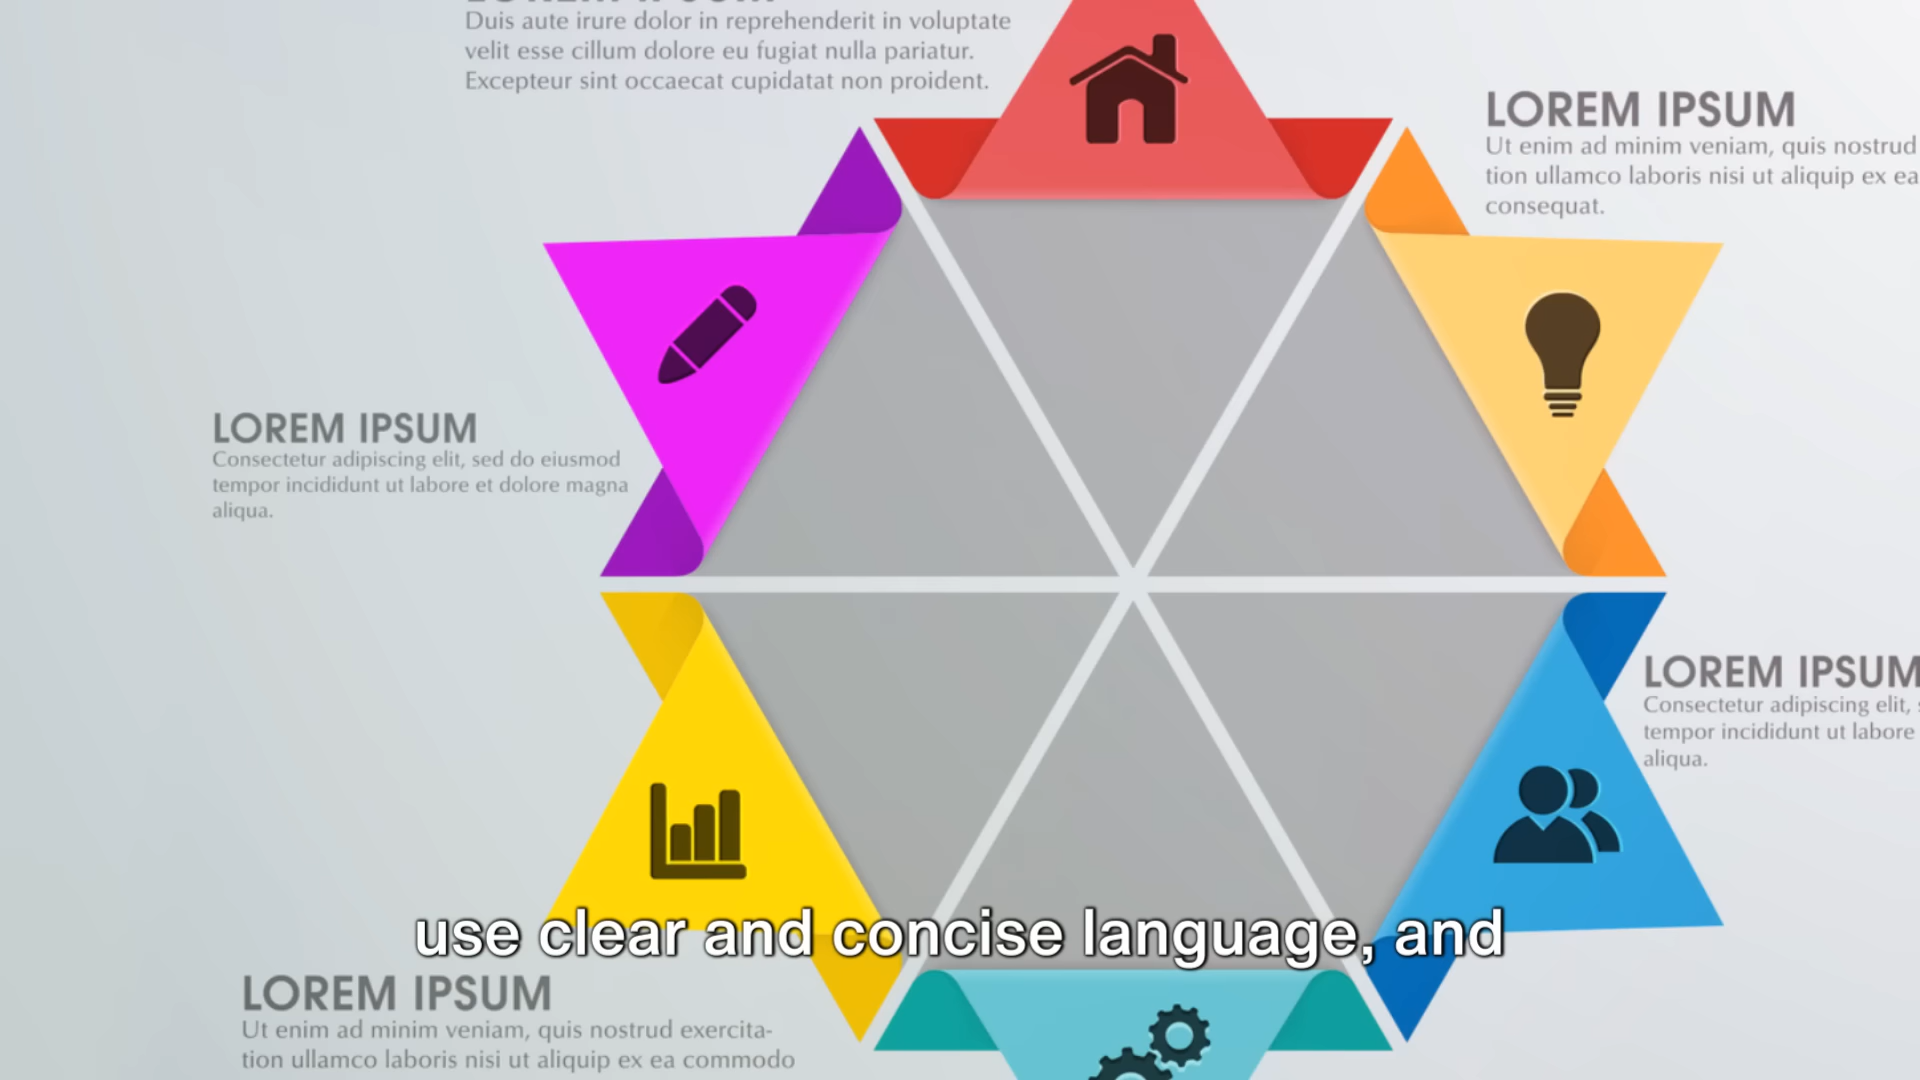 LOREM IPSUM
Duis aute irure dolor in reprehenderit in voluptate
velit esse cillum dolore eu fugiat nulla pariatur.
Excepteur sint occaecat cupidatat non proident.
LOREM IPSUM
Ut enim ad minim veniam, quis nostrud
tion ullamco laboris nisi ut aliquip ex ea
consequat.
LOREM IPSUM
Consectetur adipiscing elit, sed do eiusmod
tempor incididunt ut labore et dolore magna
aliqua.
LOREM IPSUM
Consectetur adipiscing elit,
tempor incididunt ut labore
aliqua.
use clear and concise language, and
LOREM IPSUM
Ut enim ad minim veniam, quis nostrud exercita-
tion ullamco laboris nisi ut aliquip ex ea commodo